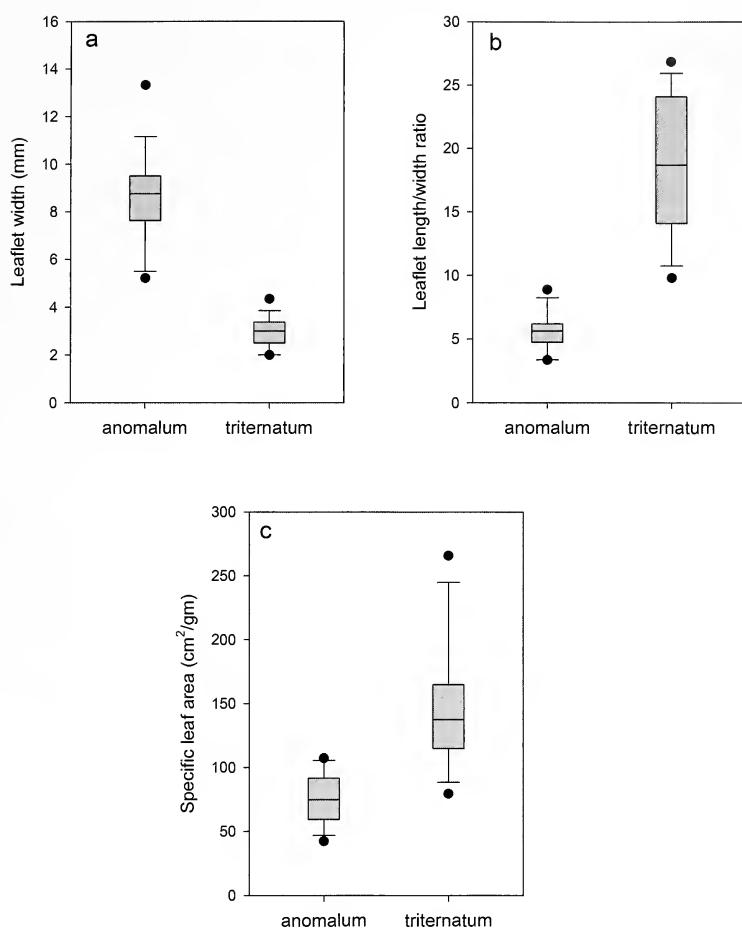 a
Leaflet width (mm)
16
14
12
10
8
6
4
2
0
anomalum triternatum
b
Leaflet length/width ratio
30
25
20
15
10
5
0
anomalum triternatum
c
Specific leaf area (cm²/gm)
300
250
200
150
100
50
0
anomalum triternatum